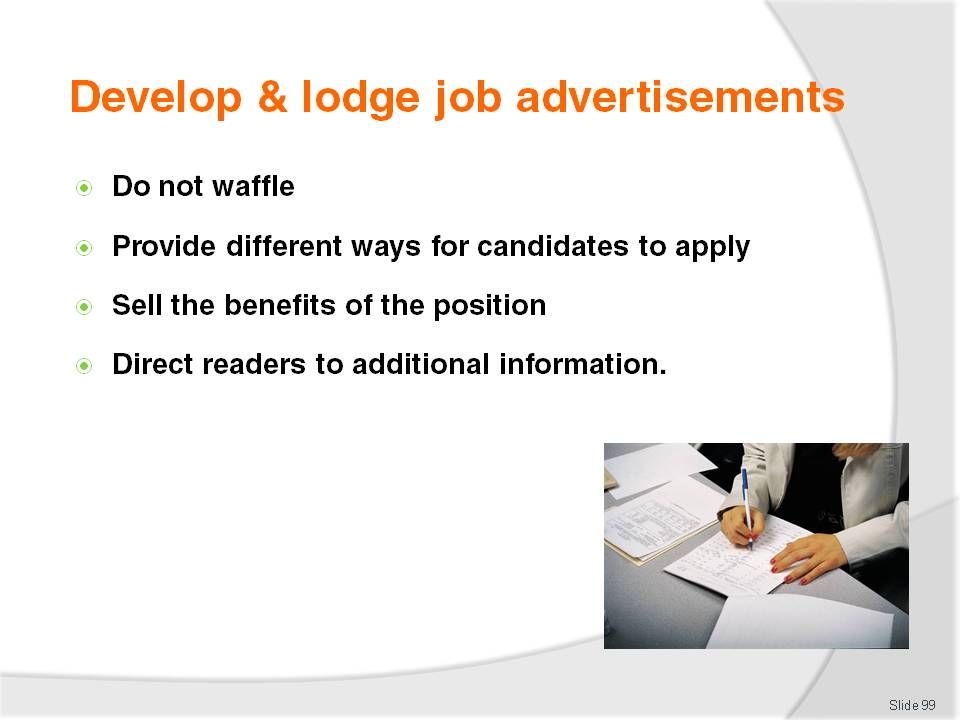 Develop & lodge job advertisements
Do not waffle
Provide different ways for candidates to apply
Sell the benefits of the position
Direct readers to additional information.
Slide 99